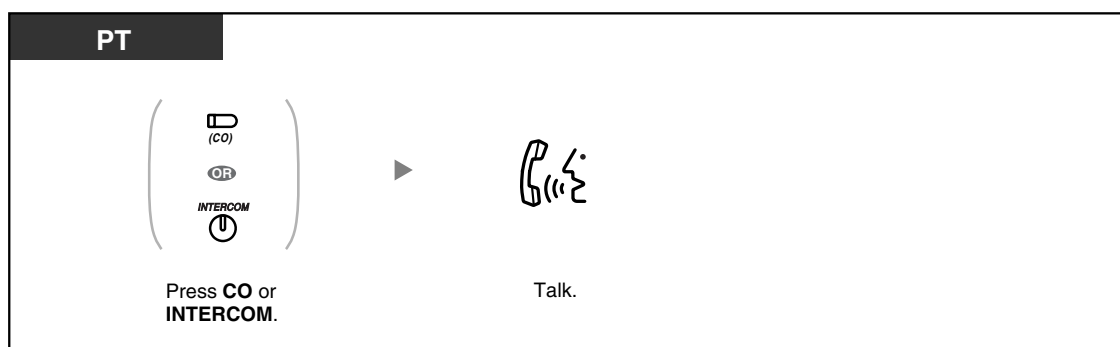 PT
(CO)
OR
INTERCOM
Press CO or
INTERCOM.
Talk.